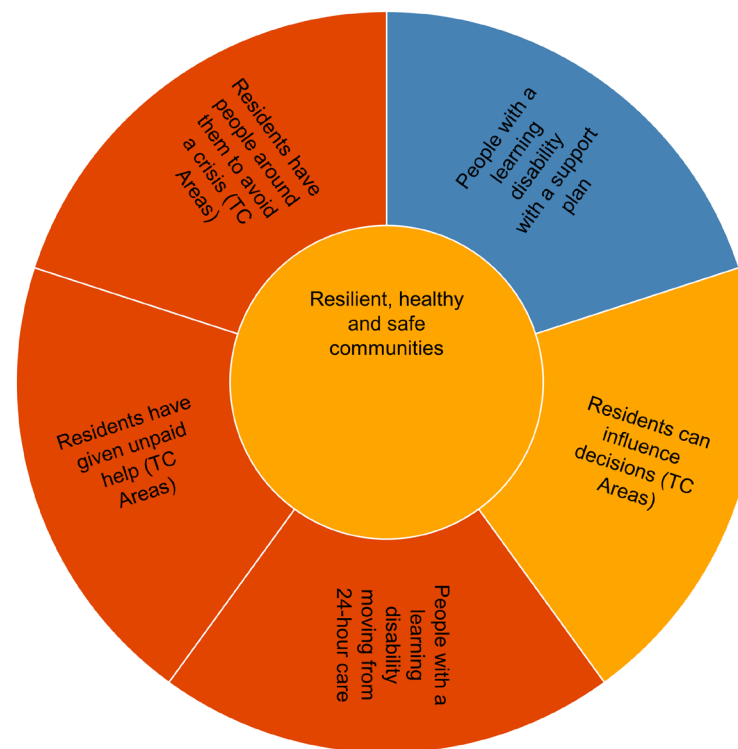 Residents have
people around
them to avoid
a crisis (TC
Areas)
People with a
learning
disability
with a support
plan
Resilient, healthy
and safe
communities
Residents have
given unpaid
help (TC
Areas)
Residents can
influence
decisions (TC
Areas)
People with a
learning
disability
moving from
24-hour care